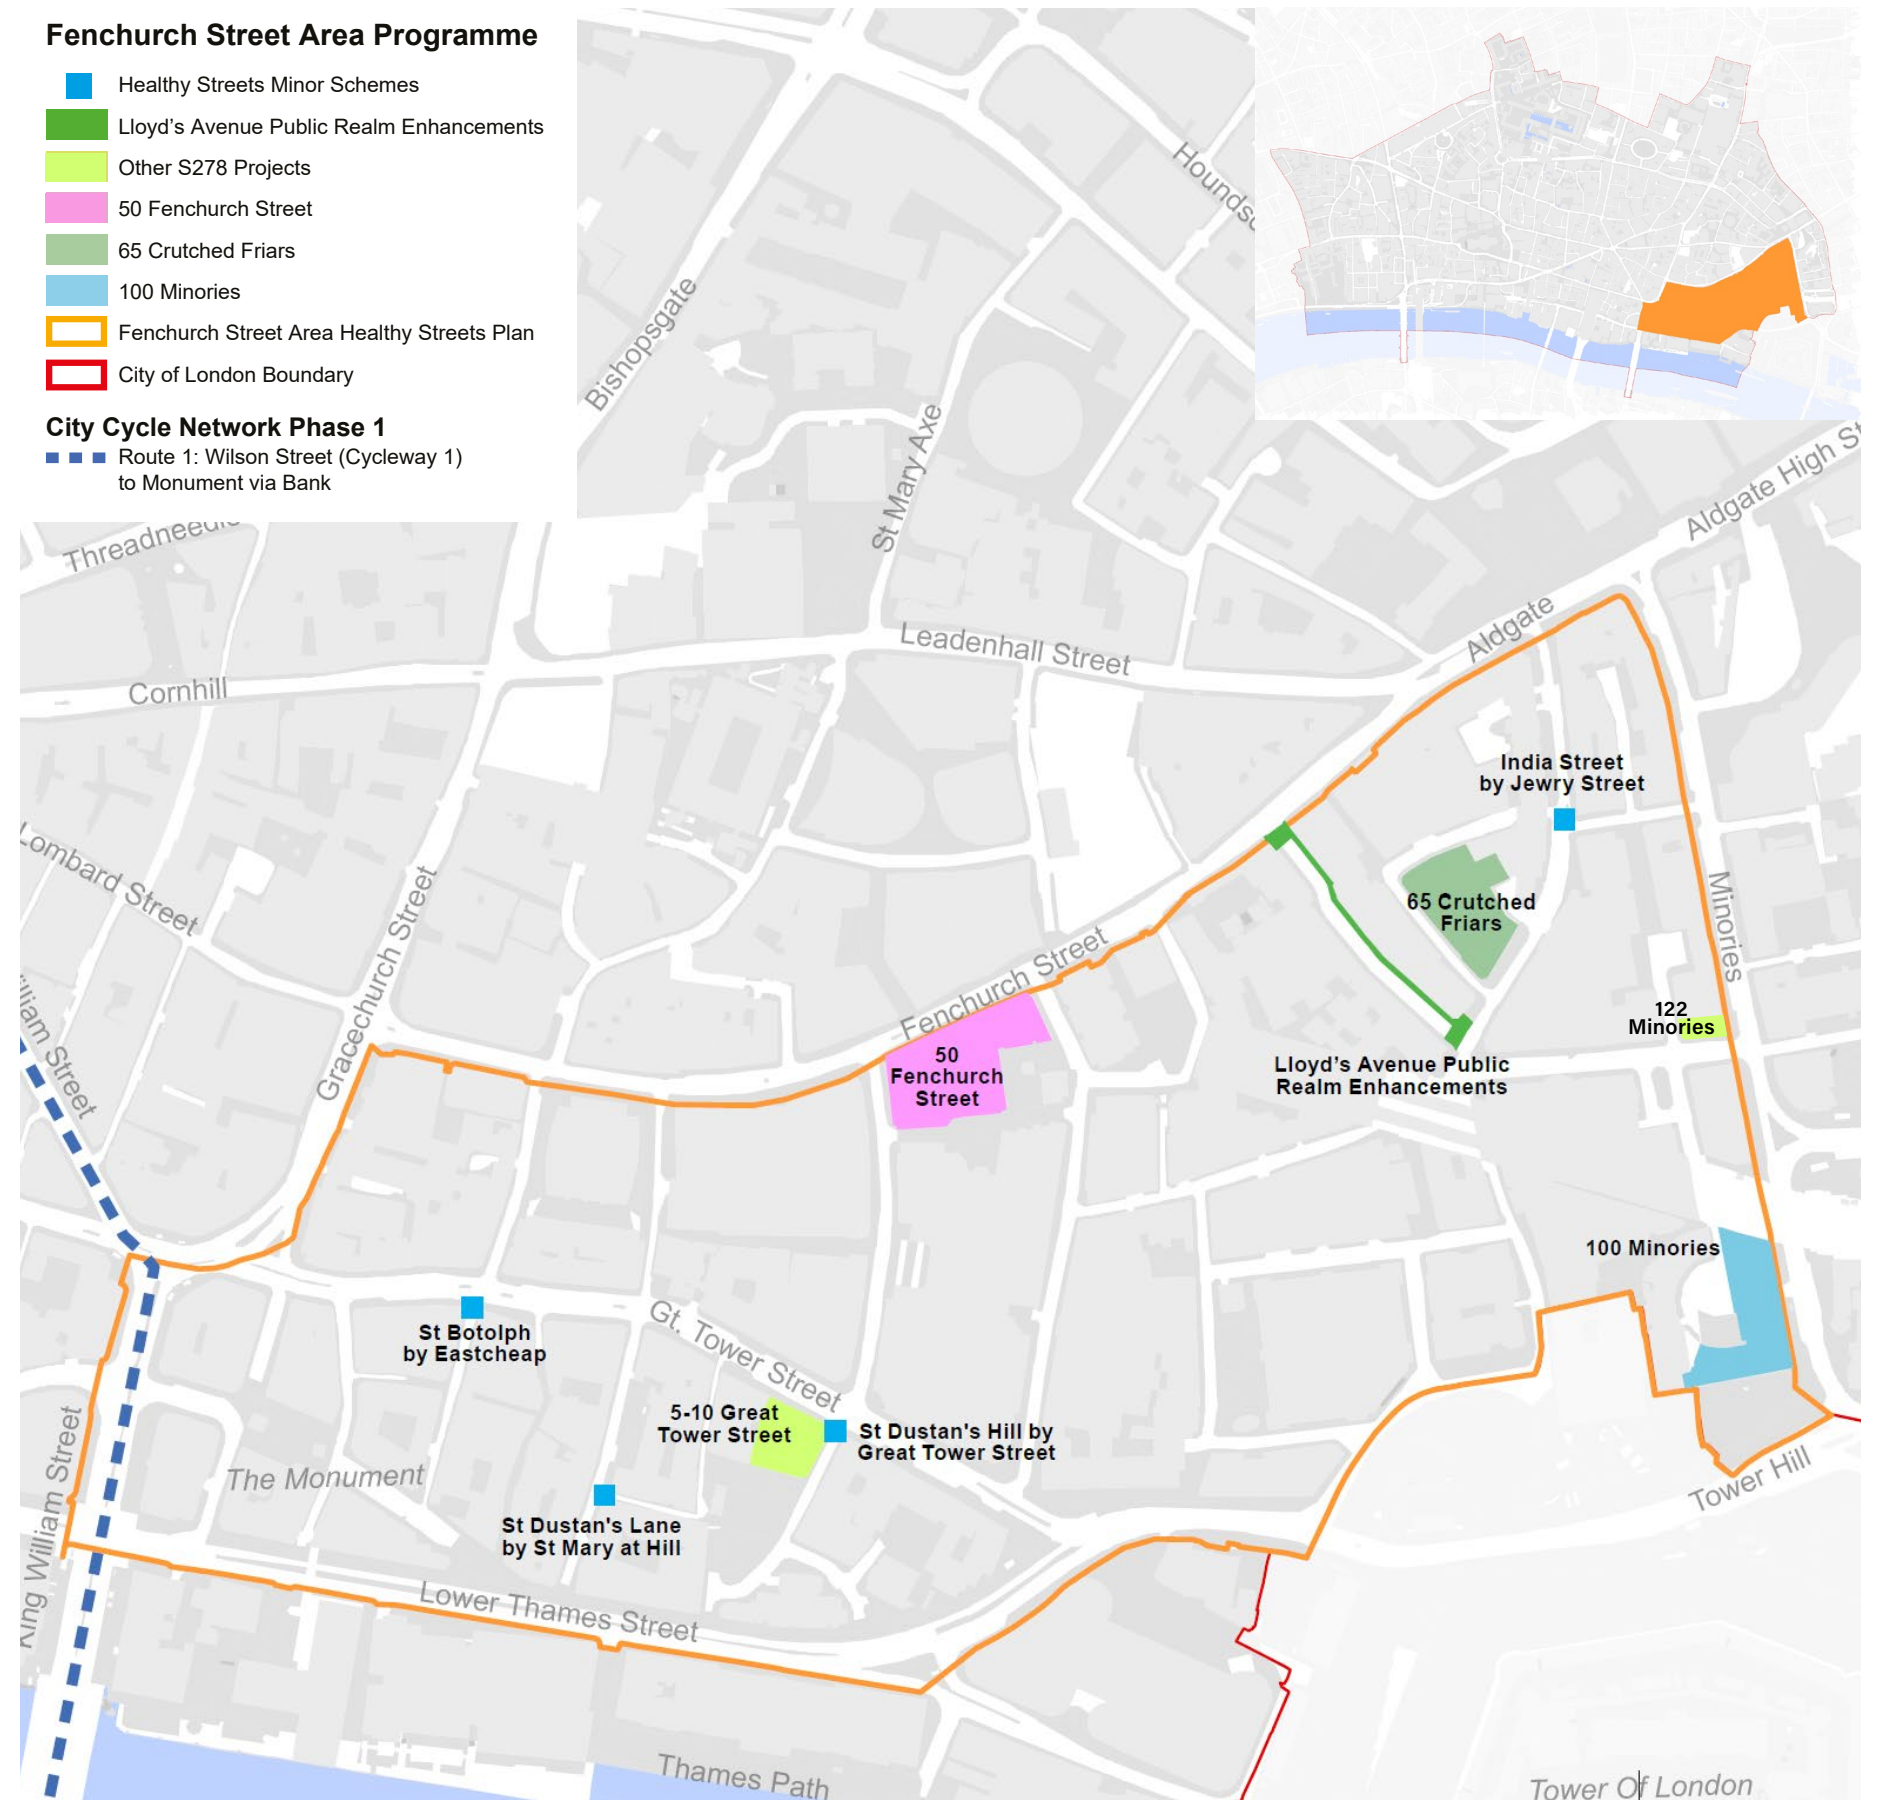 Fenchurch Street Area Programme
Healthy Streets Minor Schemes
Lloyd’s Avenue Public Realm Enhancements
Other S278 Projects
50 Fenchurch Street
65 Crutched Friars
100 Minories
Fenchurch Street Area Healthy Streets Plan
City of London Boundary
City Cycle Network Phase 1
Route 1: Wilson Street (Cycleway 1)
to Monument via Bank
Bishopsgate
St Mary Axe
Aldgate High St
Leadenhall Street
Aldgate
Cornhill
Lombard Street
Gracechurch Street
India Street
by Jewry Street
65 Crutched
Friars
Minories
Fenchurch Street
122
Minories
50
Fenchurch
Street
Lloyd’s Avenue Public
Realm Enhancements
100 Minories
St Botolph
by Eastcheap
Gt. Tower Street
5-10 Great
Tower Street
St Dustan's Hill by
Great Tower Street
The Monument
King William Street
St Dustan's Lane
by St Mary at Hill
Tower Hill
Lower Thames Street
Thames Path
Tower Of London